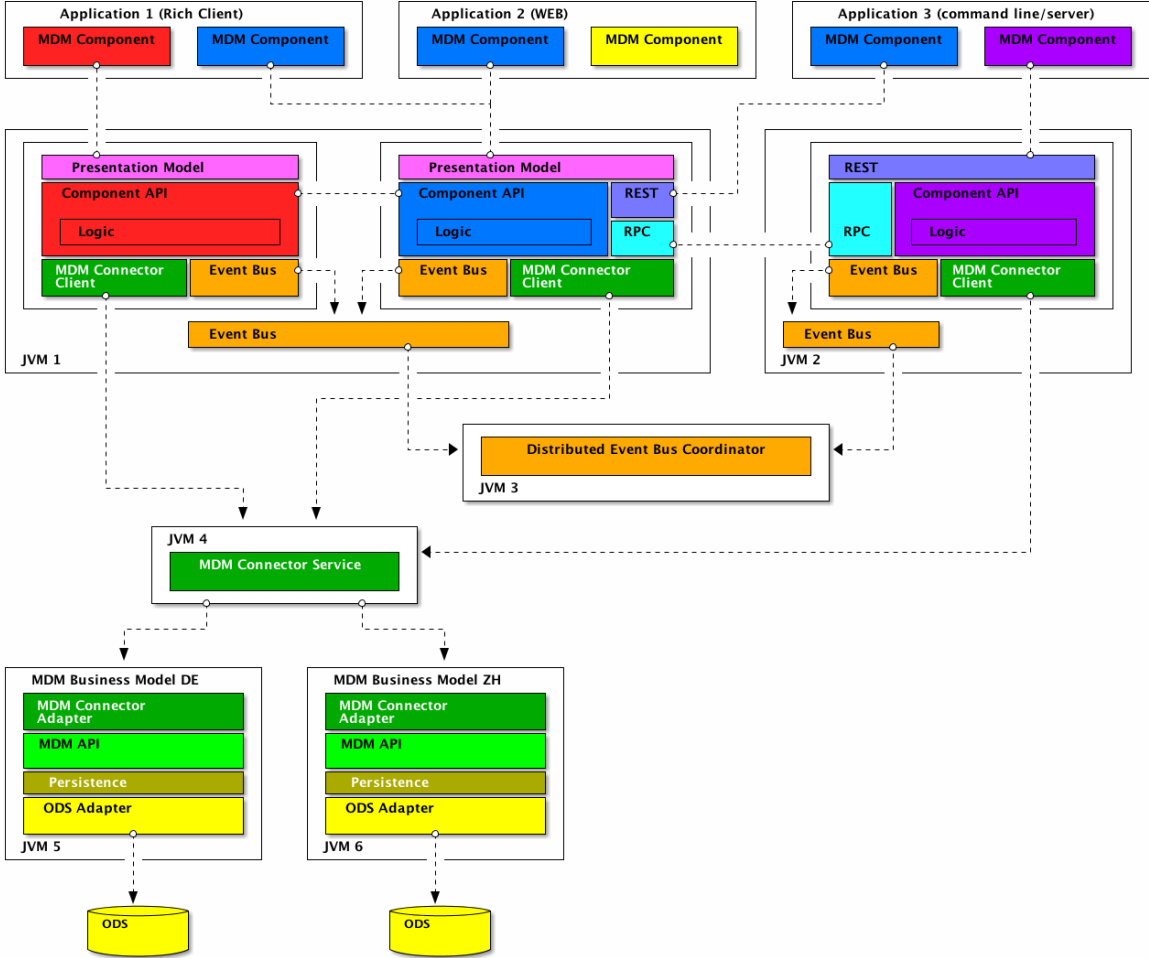 Application 1 (Rich Client)
Application 2 (WEB)
Application 3 (command line/server)
MDM Component
MDM Component
MDM Component
MDM Component
MDM Component
MDM Component
Presentation Model
Component API
Logic
MDM Connector
Client
Event Bus
Presentation Model
Component API
REST
Logic
RPC
Event Bus
MDM Connector
Client
Event Bus
JVM 1
REST
RPC
Component API
Logic
Event Bus
MDM Connector
Client
Event Bus
JVM 2
Distributed Event Bus Coordinator
JVM 3
JVM 4
MDM Connector Service
MDM Business Model DE
MDM Connector
Adapter
MDM API
Persistence
ODS Adapter
JVM 5
MDM Business Model ZH
MDM Connector
Adapter
MDM API
Persistence
ODS Adapter
JVM 6
ODS
ODS